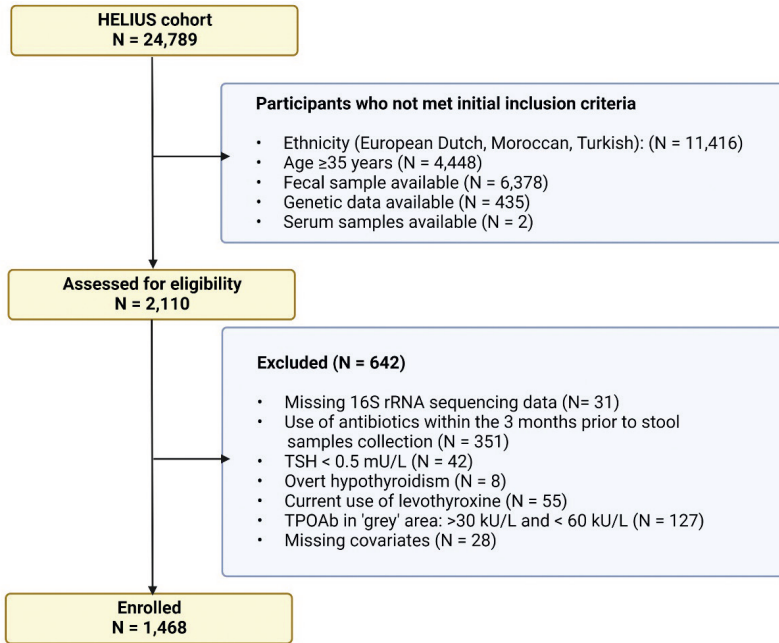 HELIUS cohort
N = 24,789
Participants who not met initial inclusion criteria
• Ethnicity (European Dutch, Moroccan, Turkish): (N = 11,416)
• Age ≥35 years (N = 4,448)
• Fecal sample available (N = 6,378)
• Genetic data available (N = 435)
• Serum samples available (N = 2)
Assessed for eligibility
N = 2,110
Excluded (N = 642)
• Missing 16S rRNA sequencing data (N= 31)
• Use of antibiotics within the 3 months prior to stool
samples collection (N = 351)
• TSH < 0.5 mU/L (N = 42)
• Overt hypothyroidism (N = 8)
• Current use of levothyroxine (N = 55)
• TPOAb in 'grey' area: >30 kU/L and < 60 kU/L (N = 127)
• Missing covariates (N = 28)
Enrolled
N = 1,468